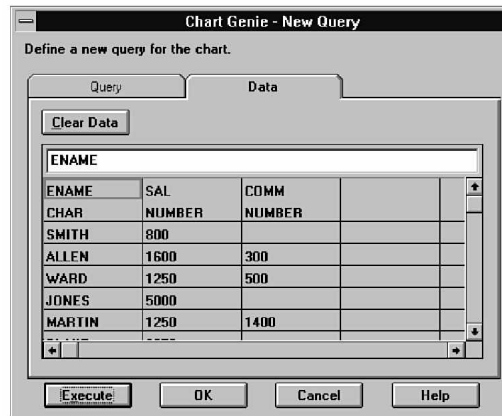 Chart Genie - New Query
Define a new query for the chart.
Query Data
Clear Data
ENAME
ENAME SAL COMM
CHAR NUMBER NUMBER
SMITH 800
ALLEN 1600 300
WARD 1250 500
JONES 5000
MARTIN 1250 1400
Execute OK Cancel Help